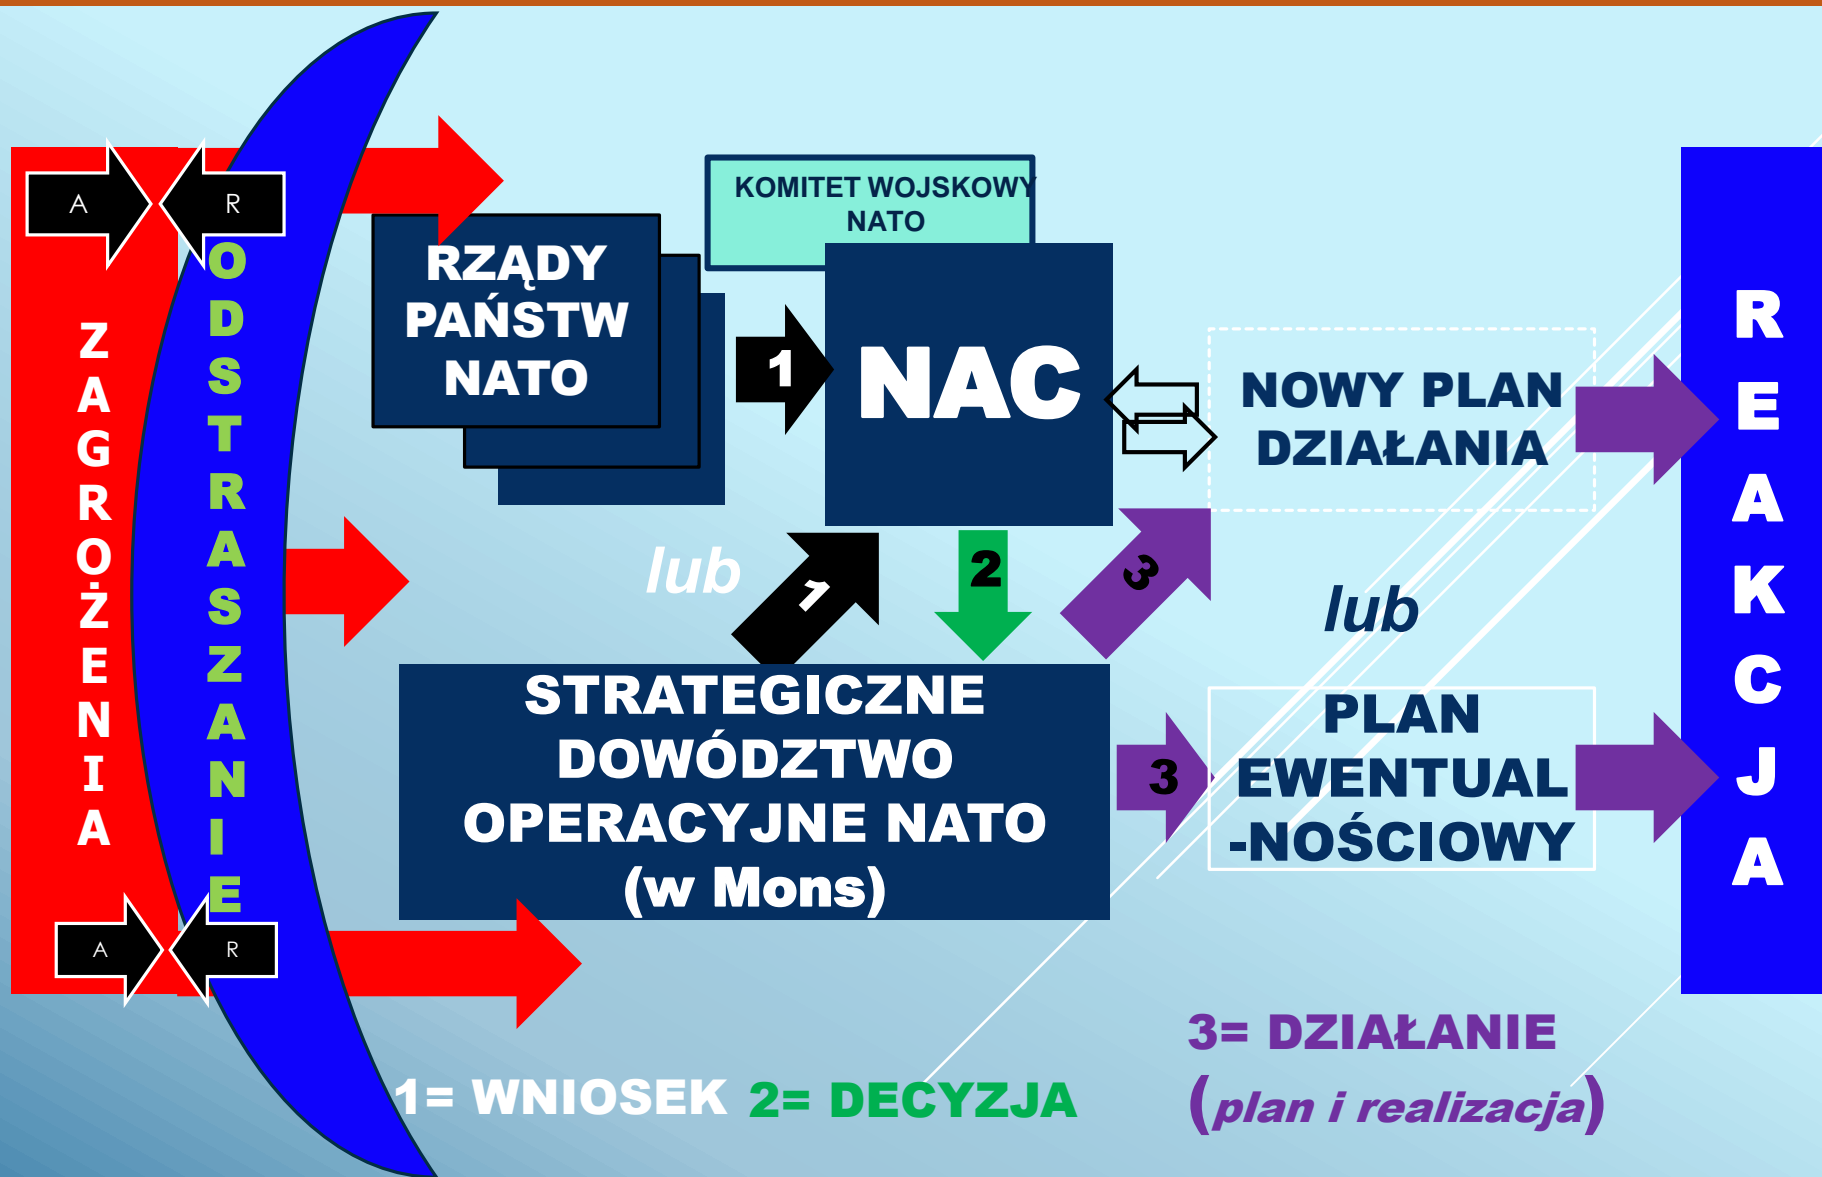 A
R
ZAGROŻENIA
ODSTRASZANIE
A
R
RZĄDY
PAŃSTW
NATO
KOMITET WOJSKOWY
NATO
1
NAC
NOWY PLAN
DZIAŁANIA
lub
1
2
3
lub
STRATEGICZNE
DOWÓDZTWO
OPERACYJNE NATO
(w Mons)
3
PLAN
EWENTUAL
-NOŚCIOWY
REAKCJA
1= WNIOSEK
2= DECYZJA
3= DZIAŁANIE
(plan i realizacja)